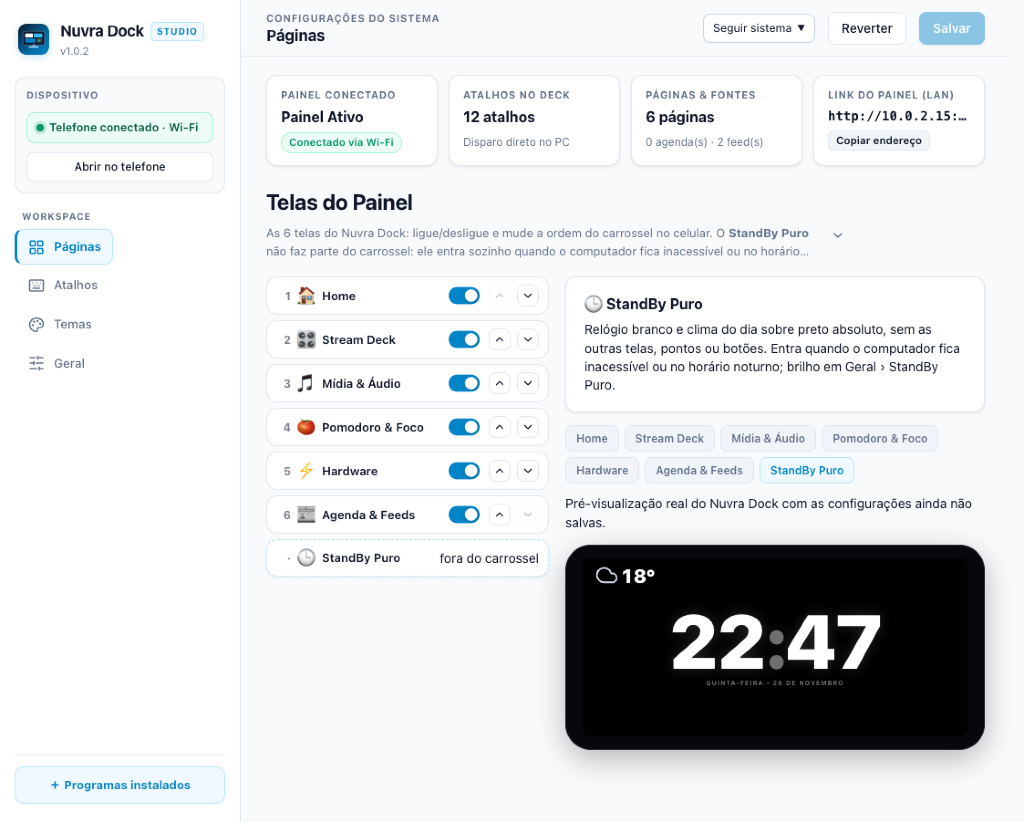 Nuvra Dock STUDIO
v1.0.2
DISPOSITIVO
Telefone conectado · Wi-Fi
Abrir no telefone
WORKSPACE
Páginas
Atalhos
Temas
Geral
+ Programas instalados
CONFIGURAÇÕES DO SISTEMA
Páginas
Seguir sistema ▼
Reverter
Salvar
PAINEL CONECTADO
Painel Ativo
Conectado via Wi-Fi
ATALHOS NO DECK
12 atalhos
Disparo direto no PC
PÁGINAS & FONTES
6 páginas
0 agenda(s) · 2 feed(s)
LINK DO PAINEL (LAN)
http://10.0.2.15:…
Copiar endereço
Telas do Painel
As 6 telas do Nuvra Dock: ligue/desligue e mude a ordem do carrossel no celular. O StandBy Puro
não faz parte do carrossel: ele entra sozinho quando o computador fica inacessível ou no horário…
1 Home
2 Stream Deck
3 Mídia & Áudio
4 Pomodoro & Foco
5 Hardware
6 Agenda & Feeds
· StandBy Puro fora do carrossel
StandBy Puro
Relógio branco e clima do dia sobre preto absoluto, sem as
outras telas, pontos ou botões. Entra quando o computador fica
inacessível ou no horário noturno; brilho em Geral › StandBy
Puro.
Home Stream Deck Mídia & Áudio Pomodoro & Foco
Hardware Agenda & Feeds StandBy Puro
Pré-visualização real do Nuvra Dock com as configurações ainda não
salvas.
18°
22:47
QUINTA-FEIRA • 26 DE NOVEMBRO